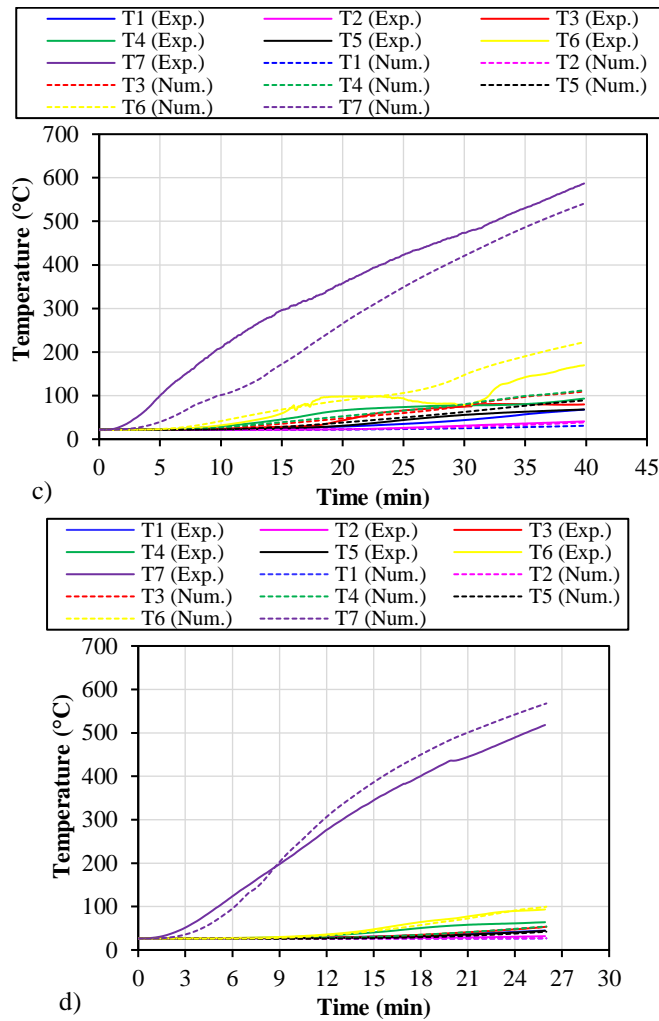 T1 (Exp.) T2 (Exp.) T3 (Exp.)
T4 (Exp.) T5 (Exp.) T6 (Exp.)
T7 (Exp.) T1 (Num.) T2 (Num.)
T3 (Num.) T4 (Num.) T5 (Num.)
T6 (Num.) T7 (Num.)
700
600
500
400
300
200
100
0
Temperature (°C)
0 5 10 15 20 25 30 35 40 45
Time (min)
c)
T1 (Exp.) T2 (Exp.) T3 (Exp.)
T4 (Exp.) T5 (Exp.) T6 (Exp.)
T7 (Exp.) T1 (Num.) T2 (Num.)
T3 (Num.) T4 (Num.) T5 (Num.)
T6 (Num.) T7 (Num.)
700
600
500
400
300
200
100
0
Temperature (°C)
0 3 6 9 12 15 18 21 24 27 30
Time (min)
d)